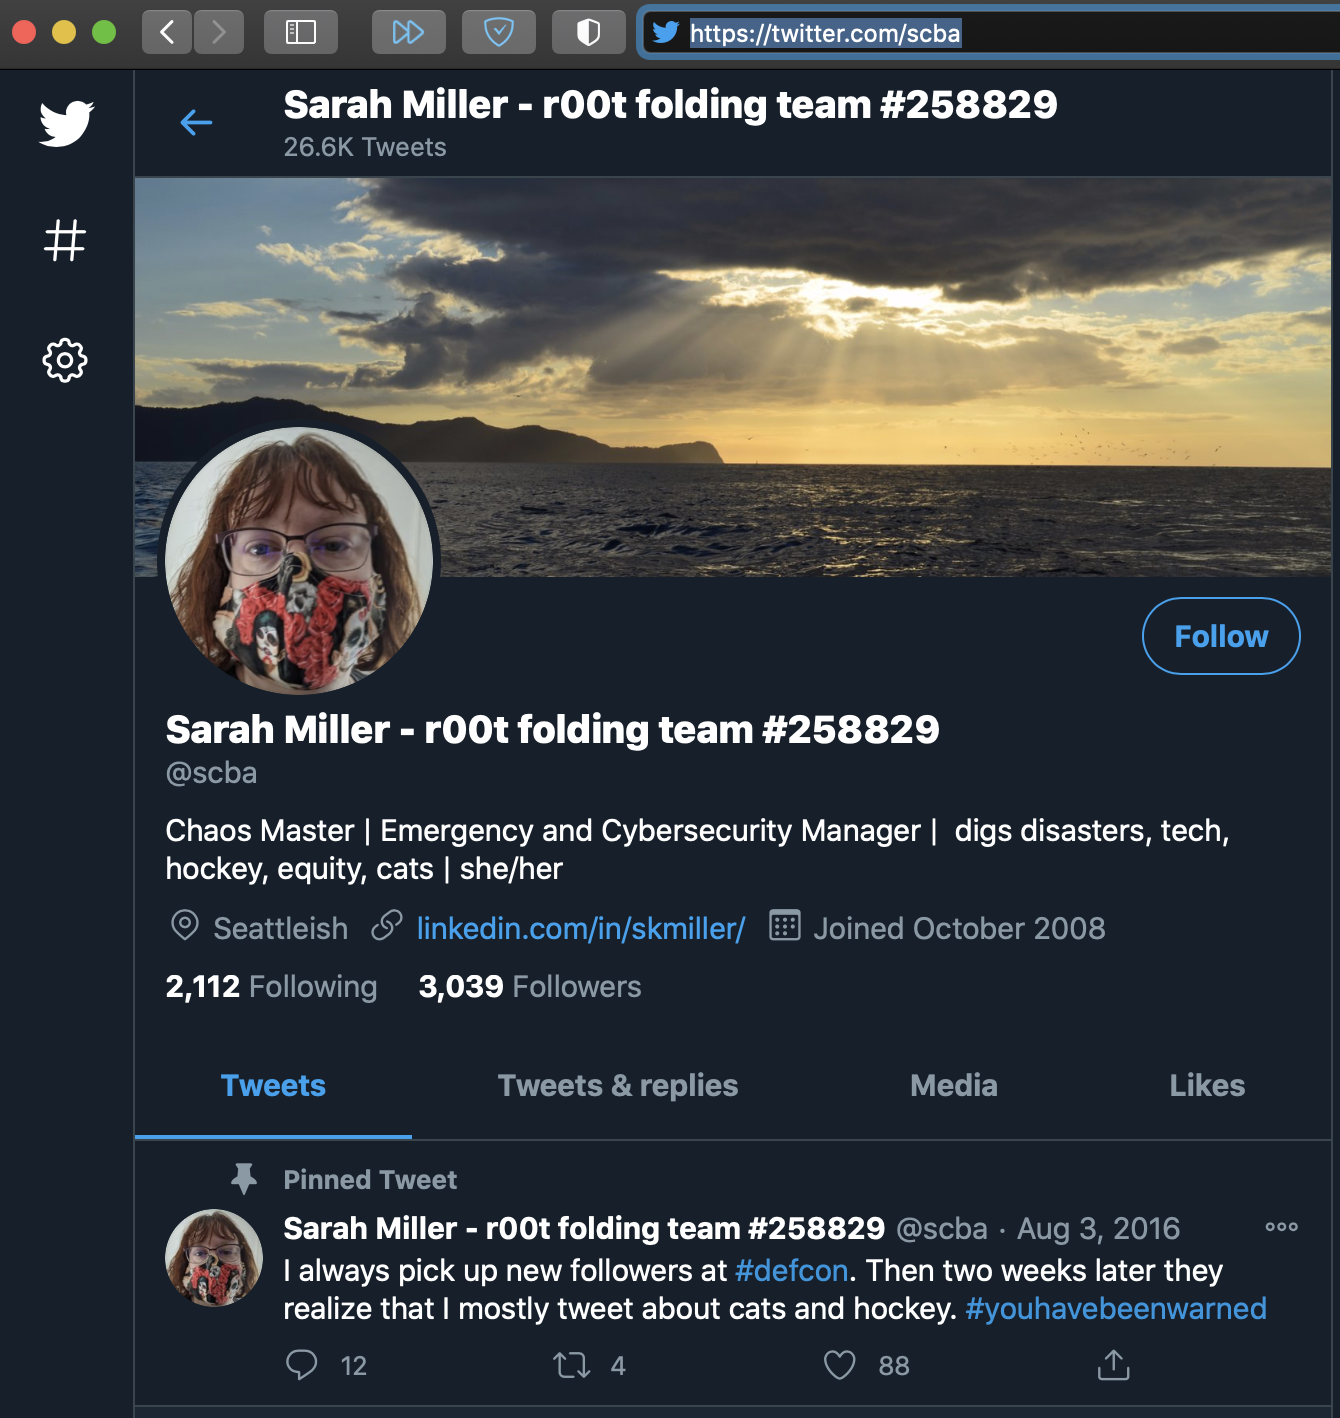 https://twitter.com/scba
Sarah Miller - r00t folding team #258829
26.6K Tweets
Follow
Sarah Miller - r00t folding team #258829
@scba
Chaos Master | Emergency and Cybersecurity Manager |  digs disasters, tech,
hockey, equity, cats | she/her
Seattleish linkedin.com/in/skmiller/ Joined October 2008
2,112 Following 3,039 Followers
Tweets Tweets & replies Media Likes
Pinned Tweet
Sarah Miller - r00t folding team #258829 @scba · Aug 3, 2016
I always pick up new followers at #defcon. Then two weeks later they
realize that I mostly tweet about cats and hockey. #youhavebeenwarned
12 4 88